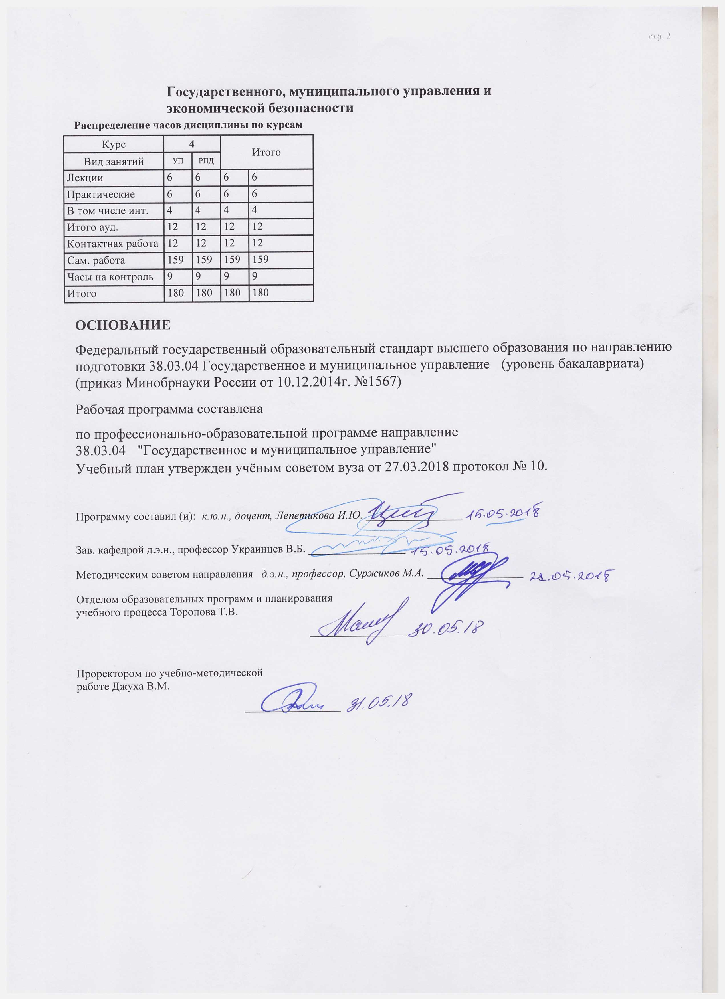 стр. 2
Государственного, муниципального управления и
экономической безопасности
Распределение часов дисциплины по курсам
Курс 4 Итого
Вид занятий УП РПД
Лекции 6 6 6 6
Практические 6 6 6 6
В том числе инт. 4 4 4 4
Итого ауд. 12 12 12 12
Контактная работа 12 12 12 12
Сам. работа 159 159 159 159
Часы на контроль 9 9 9 9
Итого 180 180 180 180
ОСНОВАНИЕ
Федеральный государственный образовательный стандарт высшего образования по направлению
подготовки 38.03.04 Государственное и муниципальное управление (уровень бакалавриата)
(приказ Минобрнауки России от 10.12.2014г. №1567)
Рабочая программа составлена
по профессионально-образовательной программе направление
38.03.04 "Государственное и муниципальное управление"
Учебный план утвержден учёным советом вуза от 27.03.2018 протокол № 10.
Программу составил (и): к.ю.н., доцент, Лепетикова И.Ю. 15.05.2018
Зав. кафедрой д.э.н., профессор Украинцев В.Б. 15.05.2018
Методическим советом направления д.э.н., профессор, Суржиков М.А.
Отделом образовательных программ и планирования
учебного процесса Торопова Т.В.
30.05.18
Проректором по учебно-методической
работе Джуха В.М.
31.05.18